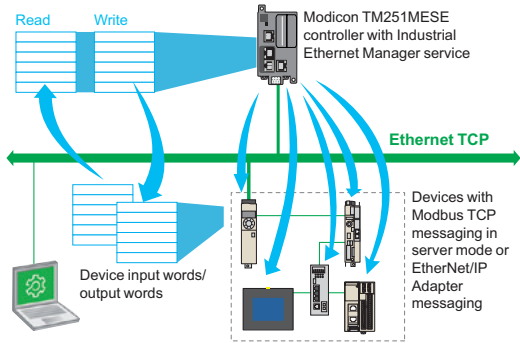 Read
Write
Modicon TM251MESE
controller with Industrial
Ethernet Manager service
Ethernet TCP
Devices with
Modbus TCP
messaging in
server mode or
EtherNet/IP
Adapter
messaging
Device input words/
output words